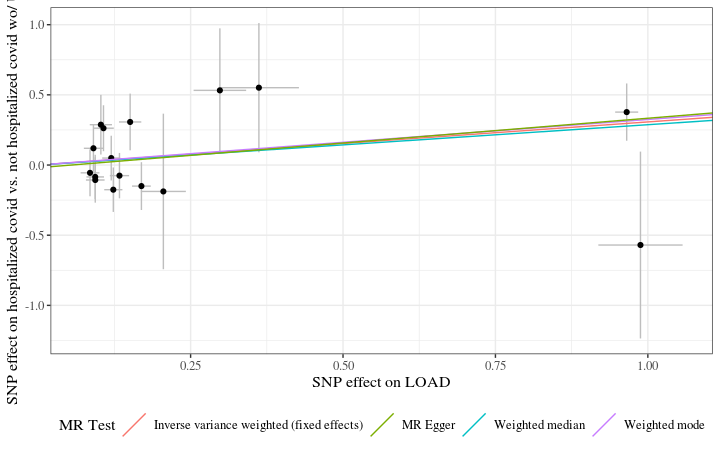 SNP effect on hospitalized covid vs. not hospitalized covid wo/
1.0
0.5
0.0
-0.5
-1.0
0.25
0.50
0.75
1.00
SNP effect on LOAD
MR Test
Inverse variance weighted (fixed effects)
MR Egger
Weighted median
Weighted mode